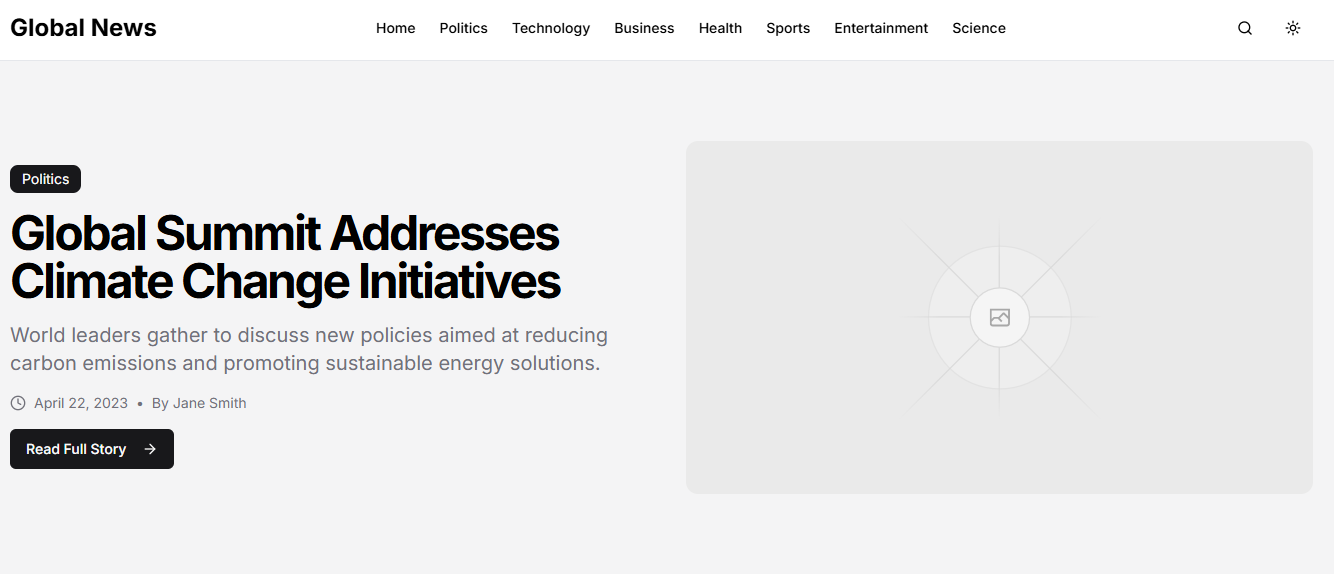 Global News
Home Politics Technology Business Health Sports Entertainment Science
Politics
Global Summit Addresses
Climate Change Initiatives
World leaders gather to discuss new policies aimed at reducing
carbon emissions and promoting sustainable energy solutions.
April 22, 2023 • By Jane Smith
Read Full Story